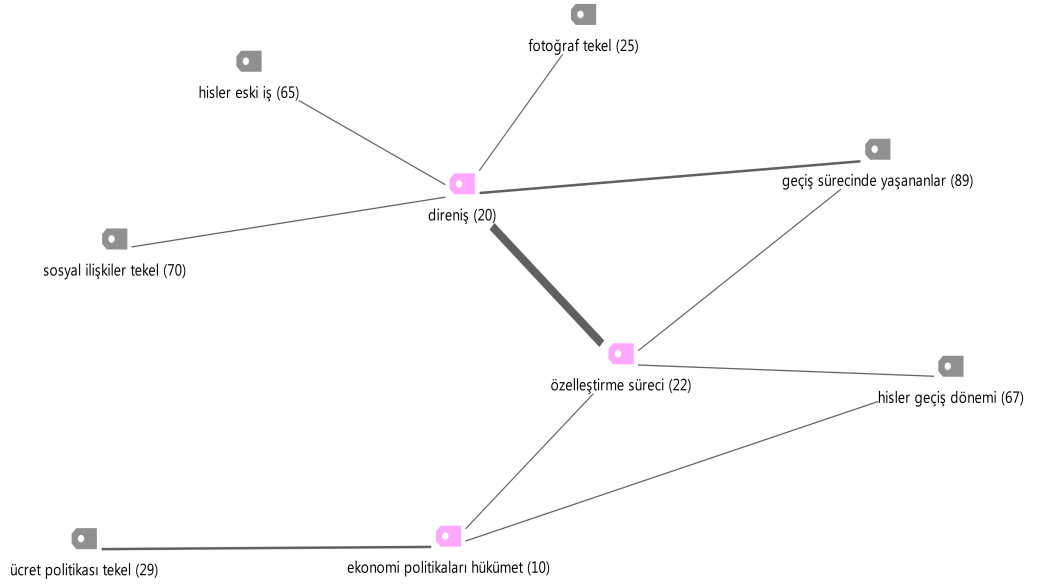 fotoğraf tekel (25)
hisler eski iş (65)
geçiş sürecinde yaşananlar (89)
direniş (20)
sosyal ilişkiler tekel (70)
özelleştirme süreci (22)
hisler geçiş dönemi (67)
ücret politikası tekel (29)
ekonomi politikaları hükümet (10)